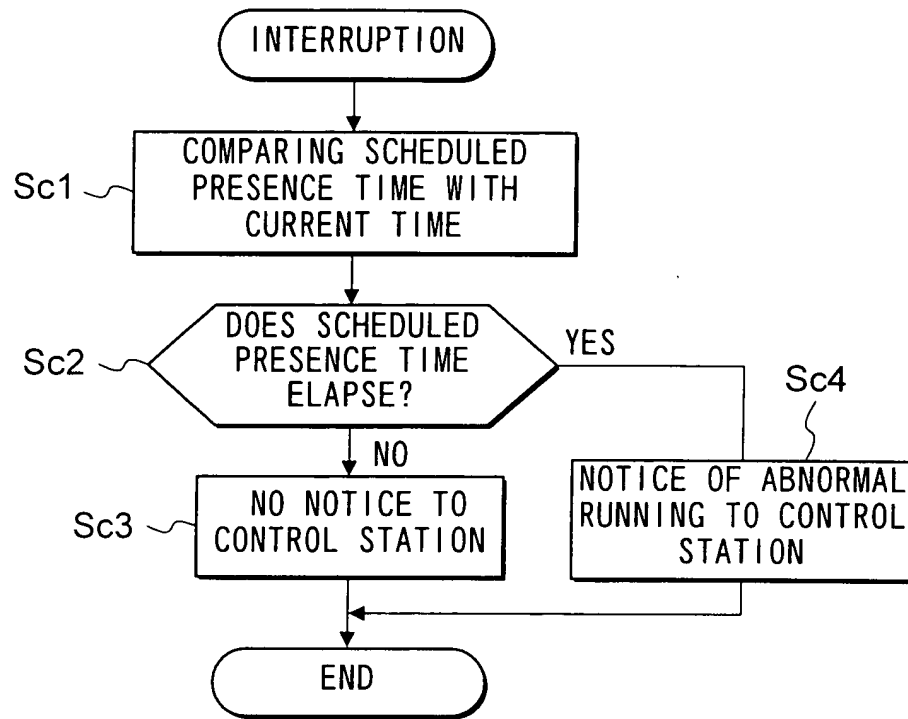 INTERRUPTION
Sc1
COMPARING SCHEDULED
PRESENCE TIME WITH
CURRENT TIME
Sc2
DOES SCHEDULED
PRESENCE TIME
ELAPSE?
YES
Sc4
NO
Sc3
NO NOTICE TO
CONTROL STATION
NOTICE OF ABNORMAL
RUNNING TO CONTROL
STATION
END